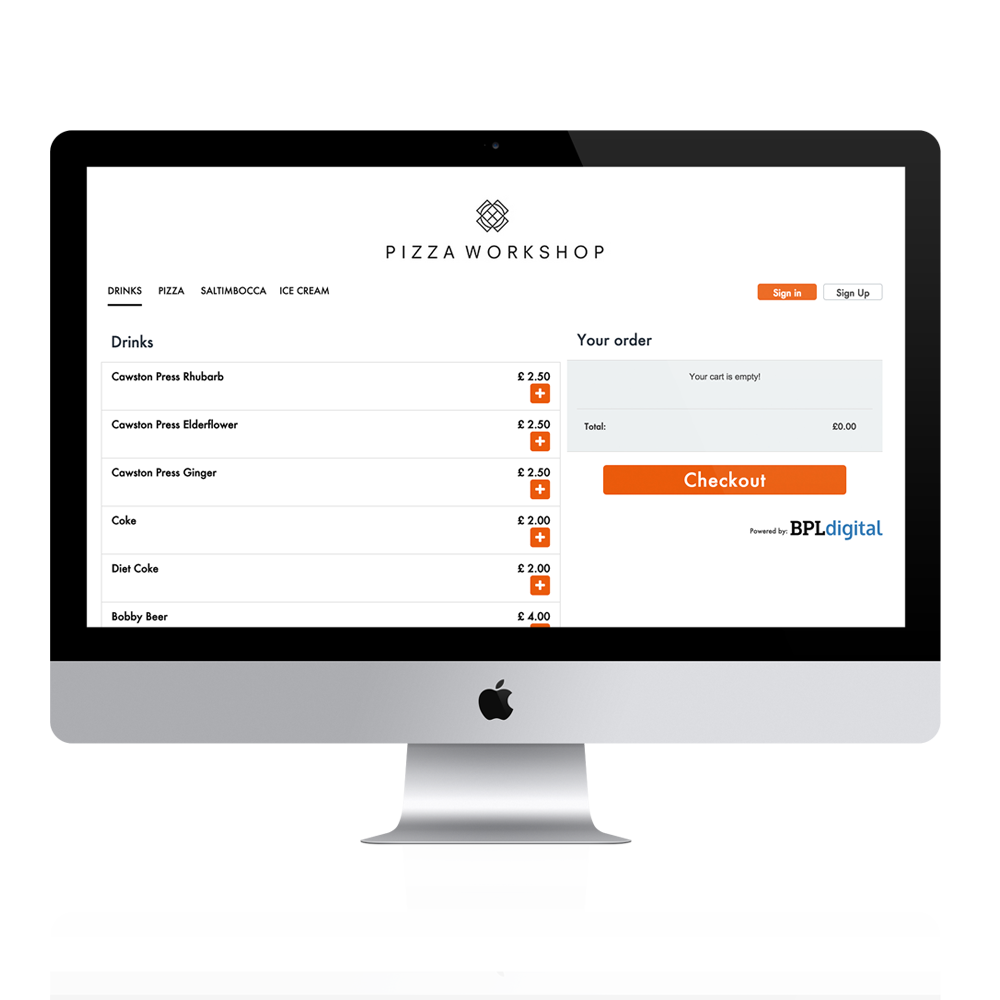 PIZZA WORKSHOP
DRINKS PIZZA SALTIMBOCCA ICE CREAM
Sign in Sign Up
Drinks
Cawston Press Rhubarb £ 2.50
Cawston Press Elderflower £ 2.50
Cawston Press Ginger £ 2.50
Coke £ 2.00
Diet Coke £ 2.00
Bobby Beer £ 4.00
Your order
Your cart is empty!
Total: £0.00
Checkout
Powered by: BPLdigital